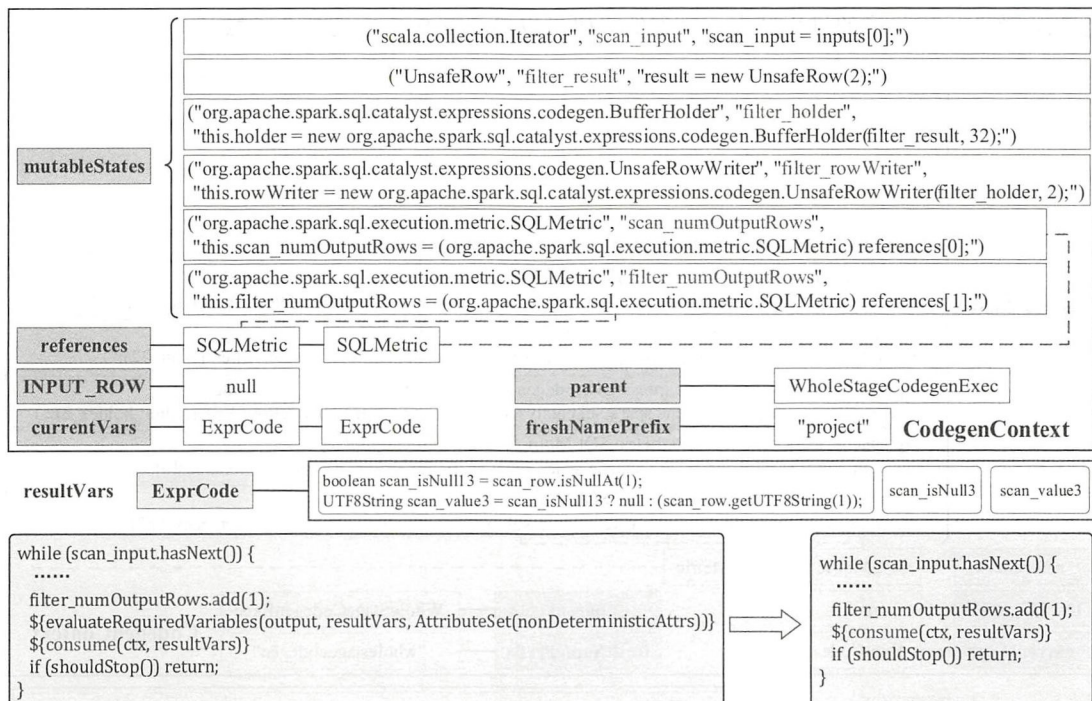 ("scala.collection.Iterator", "scan_input", "scan_input = inputs[0];")
("UnsafeRow", "filter_result", "result = new UnsafeRow(2);")
("org.apache.spark.sql.catalyst.expressions.codegen.BufferHolder", "filter_holder",
"this.holder = new org.apache.spark.sql.catalyst.expressions.codegen.BufferHolder(filter_result, 32);")
mutableStates
("org.apache.spark.sql.catalyst.expressions.codegen.UnsafeRowWriter", "filter_rowWriter",
"this.rowWriter = new org.apache.spark.sql.catalyst.expressions.codegen.UnsafeRowWriter(filter_holder, 2);")
("org.apache.spark.sql.execution.metric.SQLMetric", "scan_numOutputRows",
"this.scan_numOutputRows = (org.apache.spark.sql.execution.metric.SQLMetric) references[0];")
("org.apache.spark.sql.execution.metric.SQLMetric", "filter_numOutputRows",
"this.filter_numOutputRows = (org.apache.spark.sql.execution.metric.SQLMetric) references[1];")
references SQLMetric SQLMetric
INPUT_ROW null parent WholeStageCodegenExec
currentVars ExprCode ExprCode freshNamePrefix "project" CodegenContext
resultVars ExprCode
boolean scan_isNull13 = scan_row.isNullAt(1);
UTF8String scan_value3 = scan_isNull13 ? null : (scan_row.getUTF8String(1));
scan_isNull3 scan_value3
while (scan_input.hasNext()) {
......
filter_numOutputRows.add(1);
${evaluateRequiredVariables(output, resultVars, AttributeSet(nonDeterministicAttrs))}
${consume(ctx, resultVars)}
if (shouldStop()) return;
}
while (scan_input.hasNext()) {
......
filter_numOutputRows.add(1);
${consume(ctx, resultVars)}
if (shouldStop()) return;
}